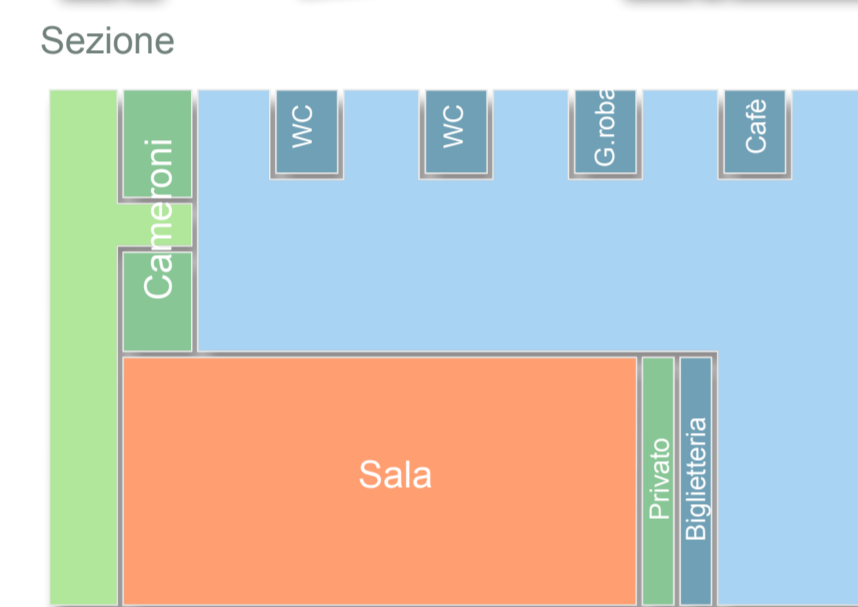 Sezione
Cameroni
WC
WC
G.roba
Cafè
Sala
Privato
Biglietteria